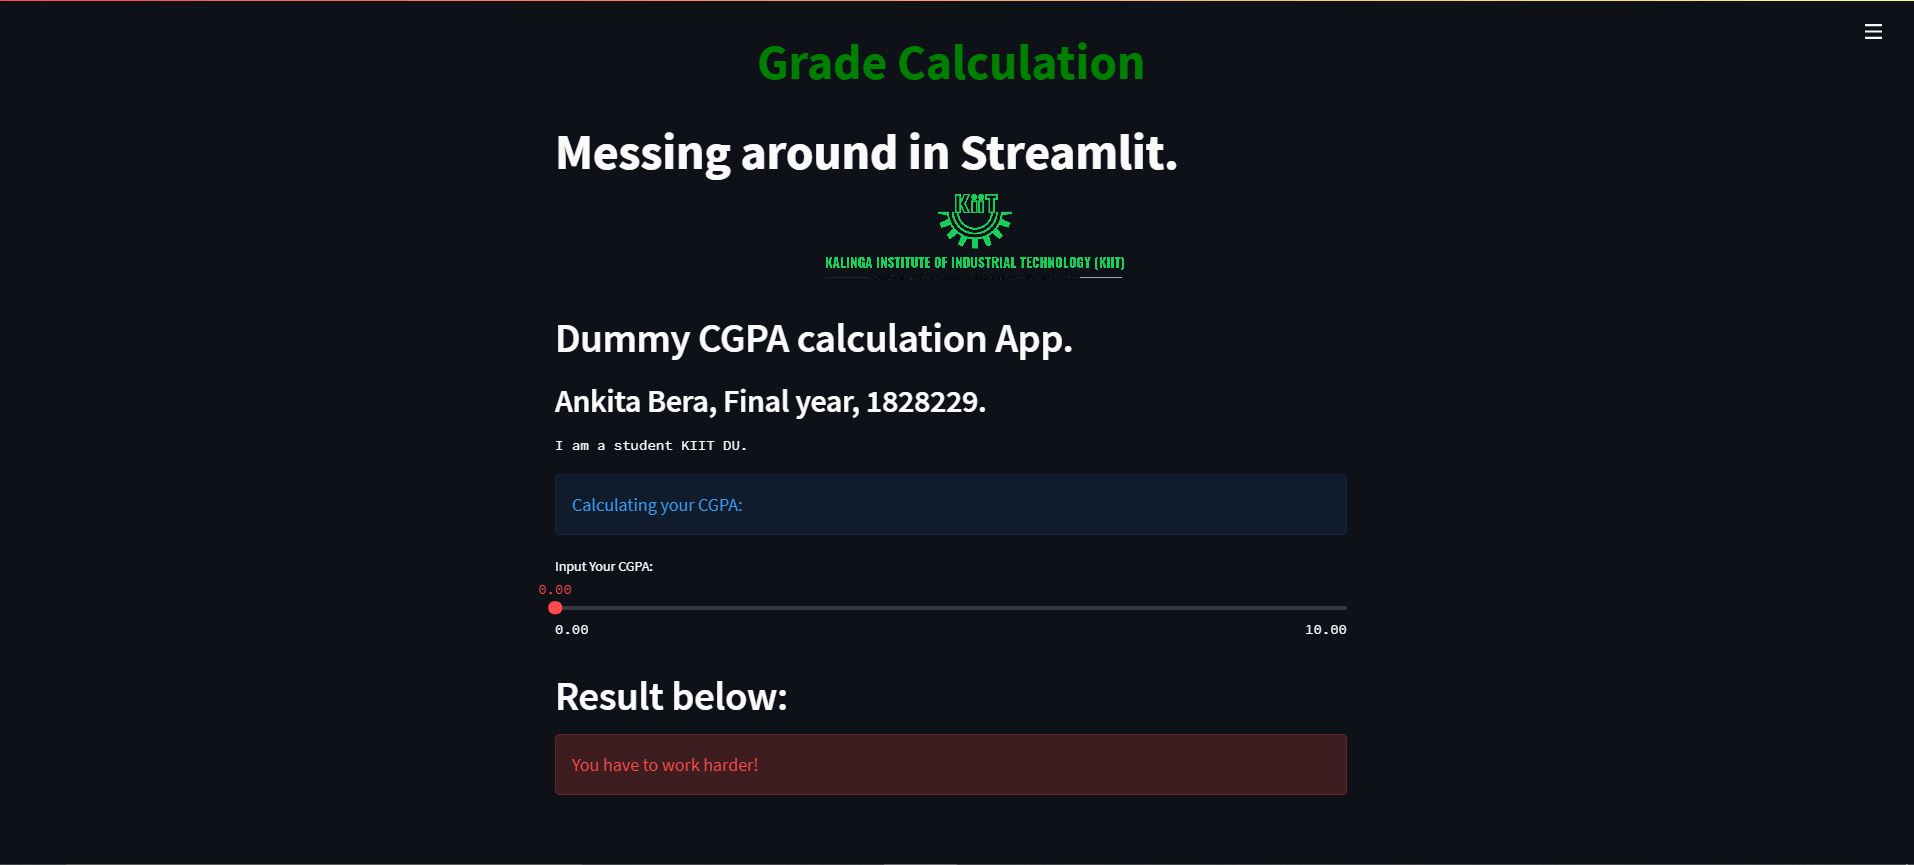 Grade Calculation
Messing around in Streamlit.
KiiT
KALINGA INSTITUTE OF INDUSTRIAL TECHNOLOGY (KIIT)
Dummy CGPA calculation App.
Ankita Bera, Final year, 1828229.
I am a student KIIT DU.
Calculating your CGPA:
Input Your CGPA:
0.00
0.00 10.00
Result below:
You have to work harder!